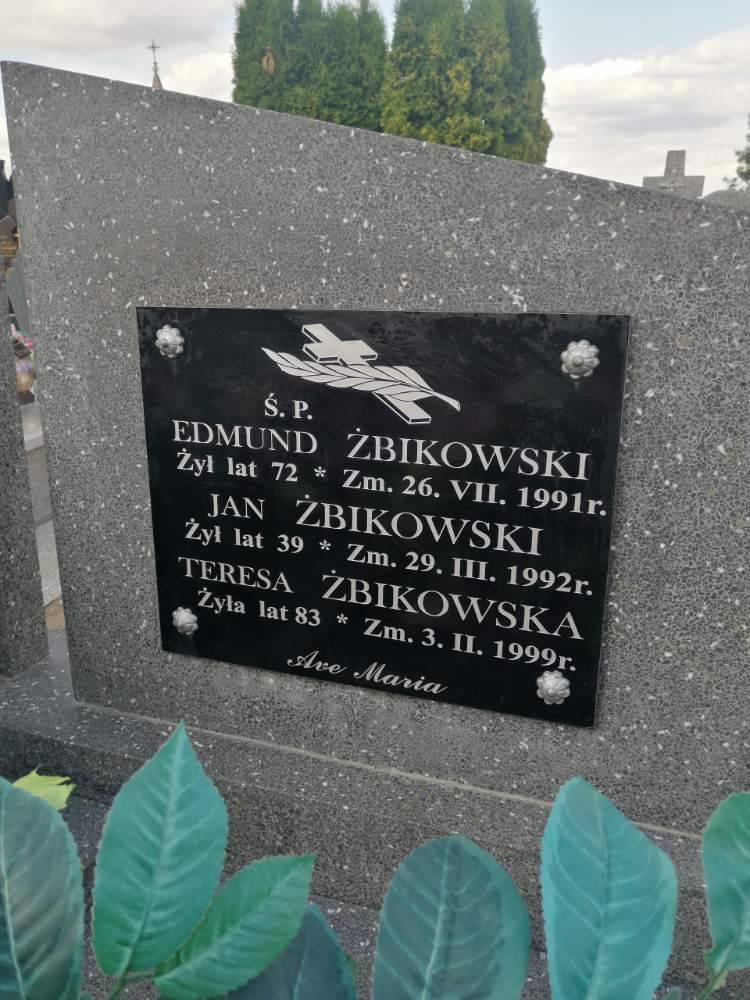 Ś. P.
EDMUND ŻBIKOWSKI
Żył lat 72 * Zm. 26. VII. 1991r.
JAN ŻBIKOWSKI
Żył lat 39 * Zm. 29. III. 1992r.
TERESA ŻBIKOWSKA
Żyła lat 83 * Zm. 3. II. 1999r.
Ave Maria